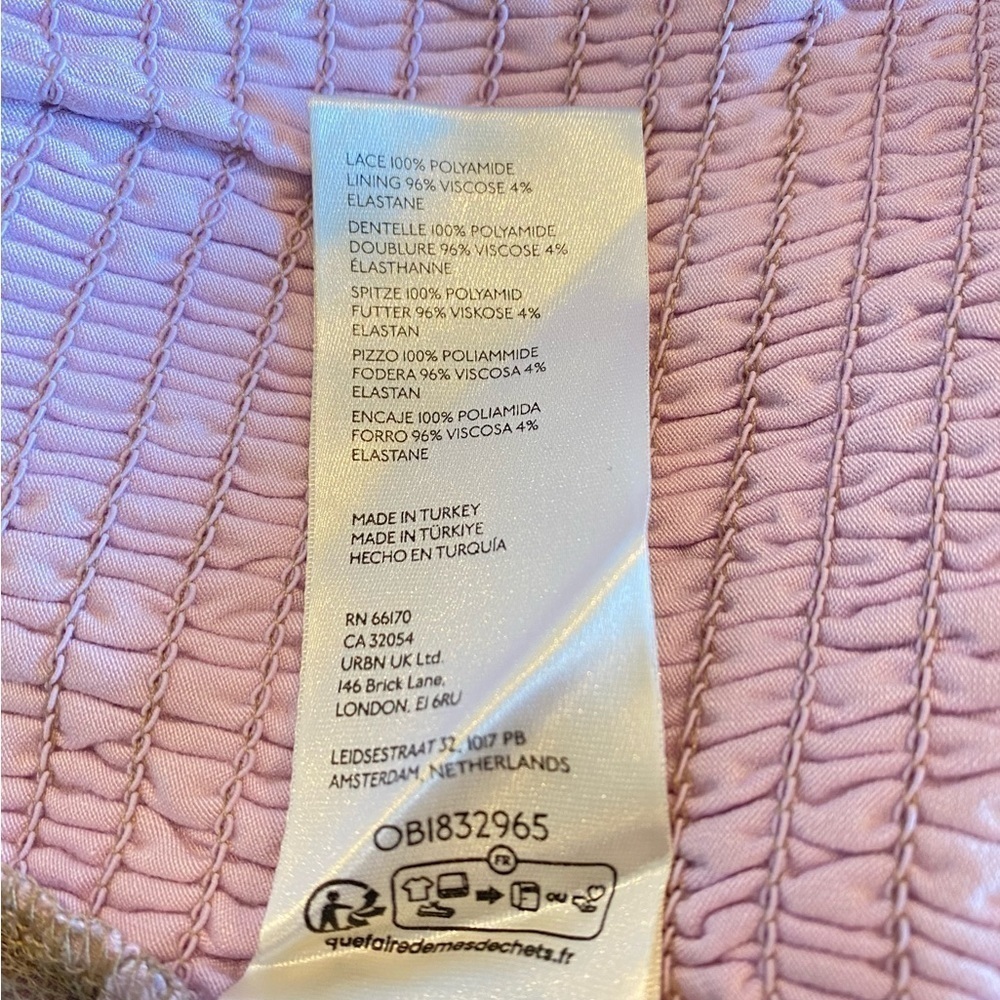 LACE 100% POLYAMIDE
LINING 96% VISCOSE 4%
ELASTANE
DENTELLE 100% POLYAMIDE
DOUBLURE 96% VISCOSE 4%
ÉLASTHANNE
SPITZE 100% POLYAMID
FUTTER 96% VISKOSE 4%
ELASTAN
PIZZO 100% POLIAMMIDE
FODERA 96% VISCOSA 4%
ELASTAN
ENCAJE 100% POLIAMIDA
FORRO 96% VISCOSA 4%
ELASTANE
MADE IN TURKEY
MADE IN TÜRKIYE
HECHO EN TURQUÍA
RN 66170
CA 32054
URBN UK Ltd.
146 Brick Lane,
LONDON. E1 6RU
LEIDSESTRAAT 32, 1017 PB
AMSTERDAM, NETHERLANDS
OB1832965
FR
OU
quefairedemesdechets.fr